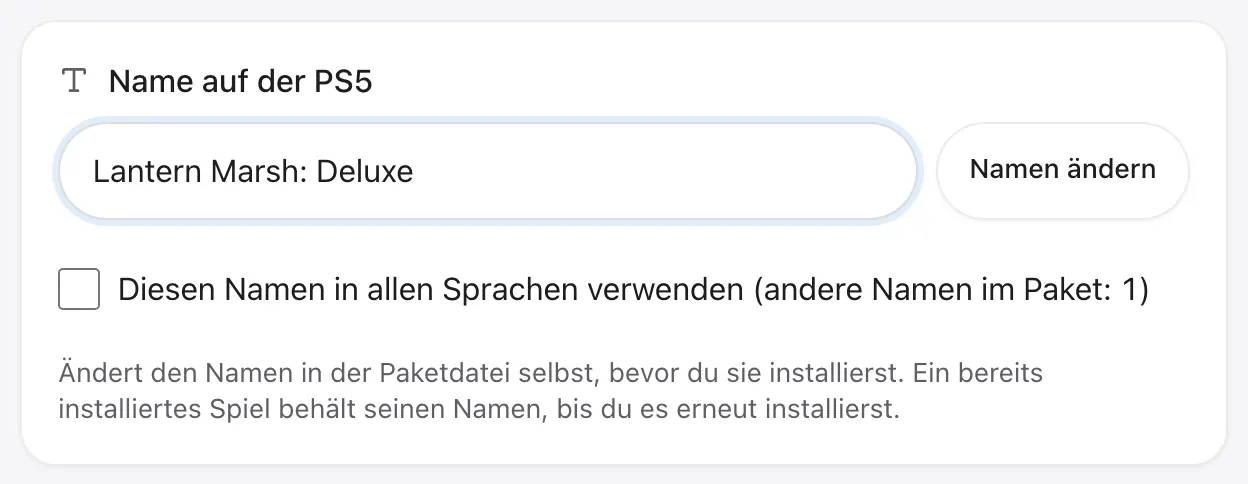 Name auf der PS5
Lantern Marsh: Deluxe
Namen ändern
Diesen Namen in allen Sprachen verwenden (andere Namen im Paket: 1)
Ändert den Namen in der Paketdatei selbst, bevor du sie installierst. Ein bereits
installiertes Spiel behält seinen Namen, bis du es erneut installierst.